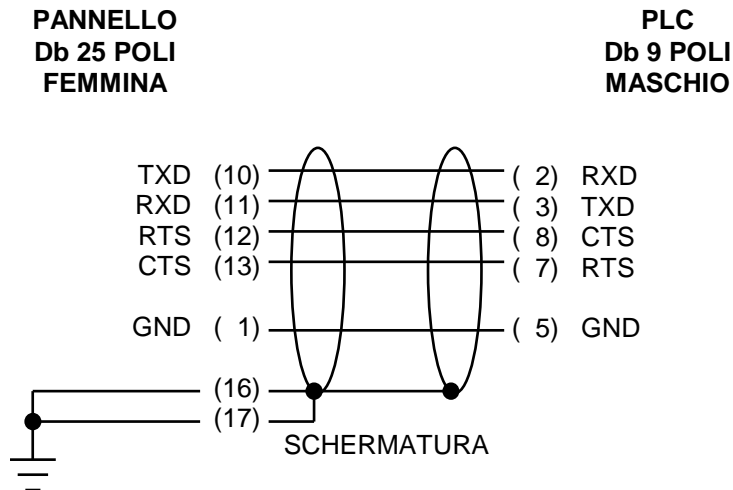 PANNELLO
Db 25 POLI
FEMMINA
PLC
Db 9 POLI
MASCHIO
TXD (10) ( 2) RXD
RXD (11) ( 3) TXD
RTS (12) ( 8) CTS
CTS (13) ( 7) RTS
GND ( 1) ( 5) GND
(16)
(17)
SCHERMATURA